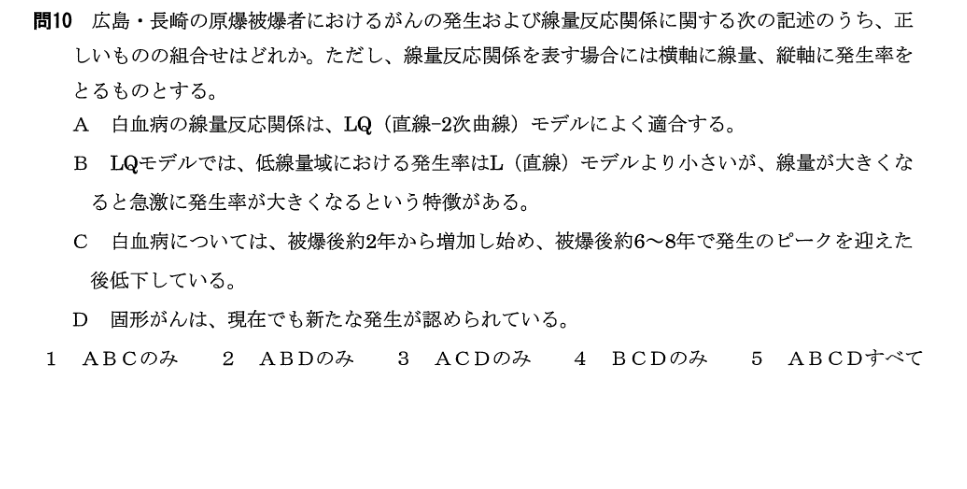 問10 広島・長崎の原爆被爆者におけるがんの発生および線量反応関係に関する次の記述のうち、正
しいものの組合せはどれか。ただし、線量反応関係を表す場合には横軸に線量、縦軸に発生率を
とるものとする。
A 白血病の線量反応関係は、LQ（直線−2次曲線）モデルによく適合する。
B LQモデルでは、低線量域における発生率はL（直線）モデルより小さいが、線量が大きくな
ると急激に発生率が大きくなるという特徴がある。
C 白血病については、被爆後約2年から増加し始め、被爆後約6～8年で発生のピークを迎えた
後低下している。
D 固形がんは、現在でも新たな発生が認められている。
1 ＡＢＣのみ 2 ＡＢＤのみ 3 ＡＣＤのみ 4 ＢＣＤのみ 5 ＡＢＣＤすべて